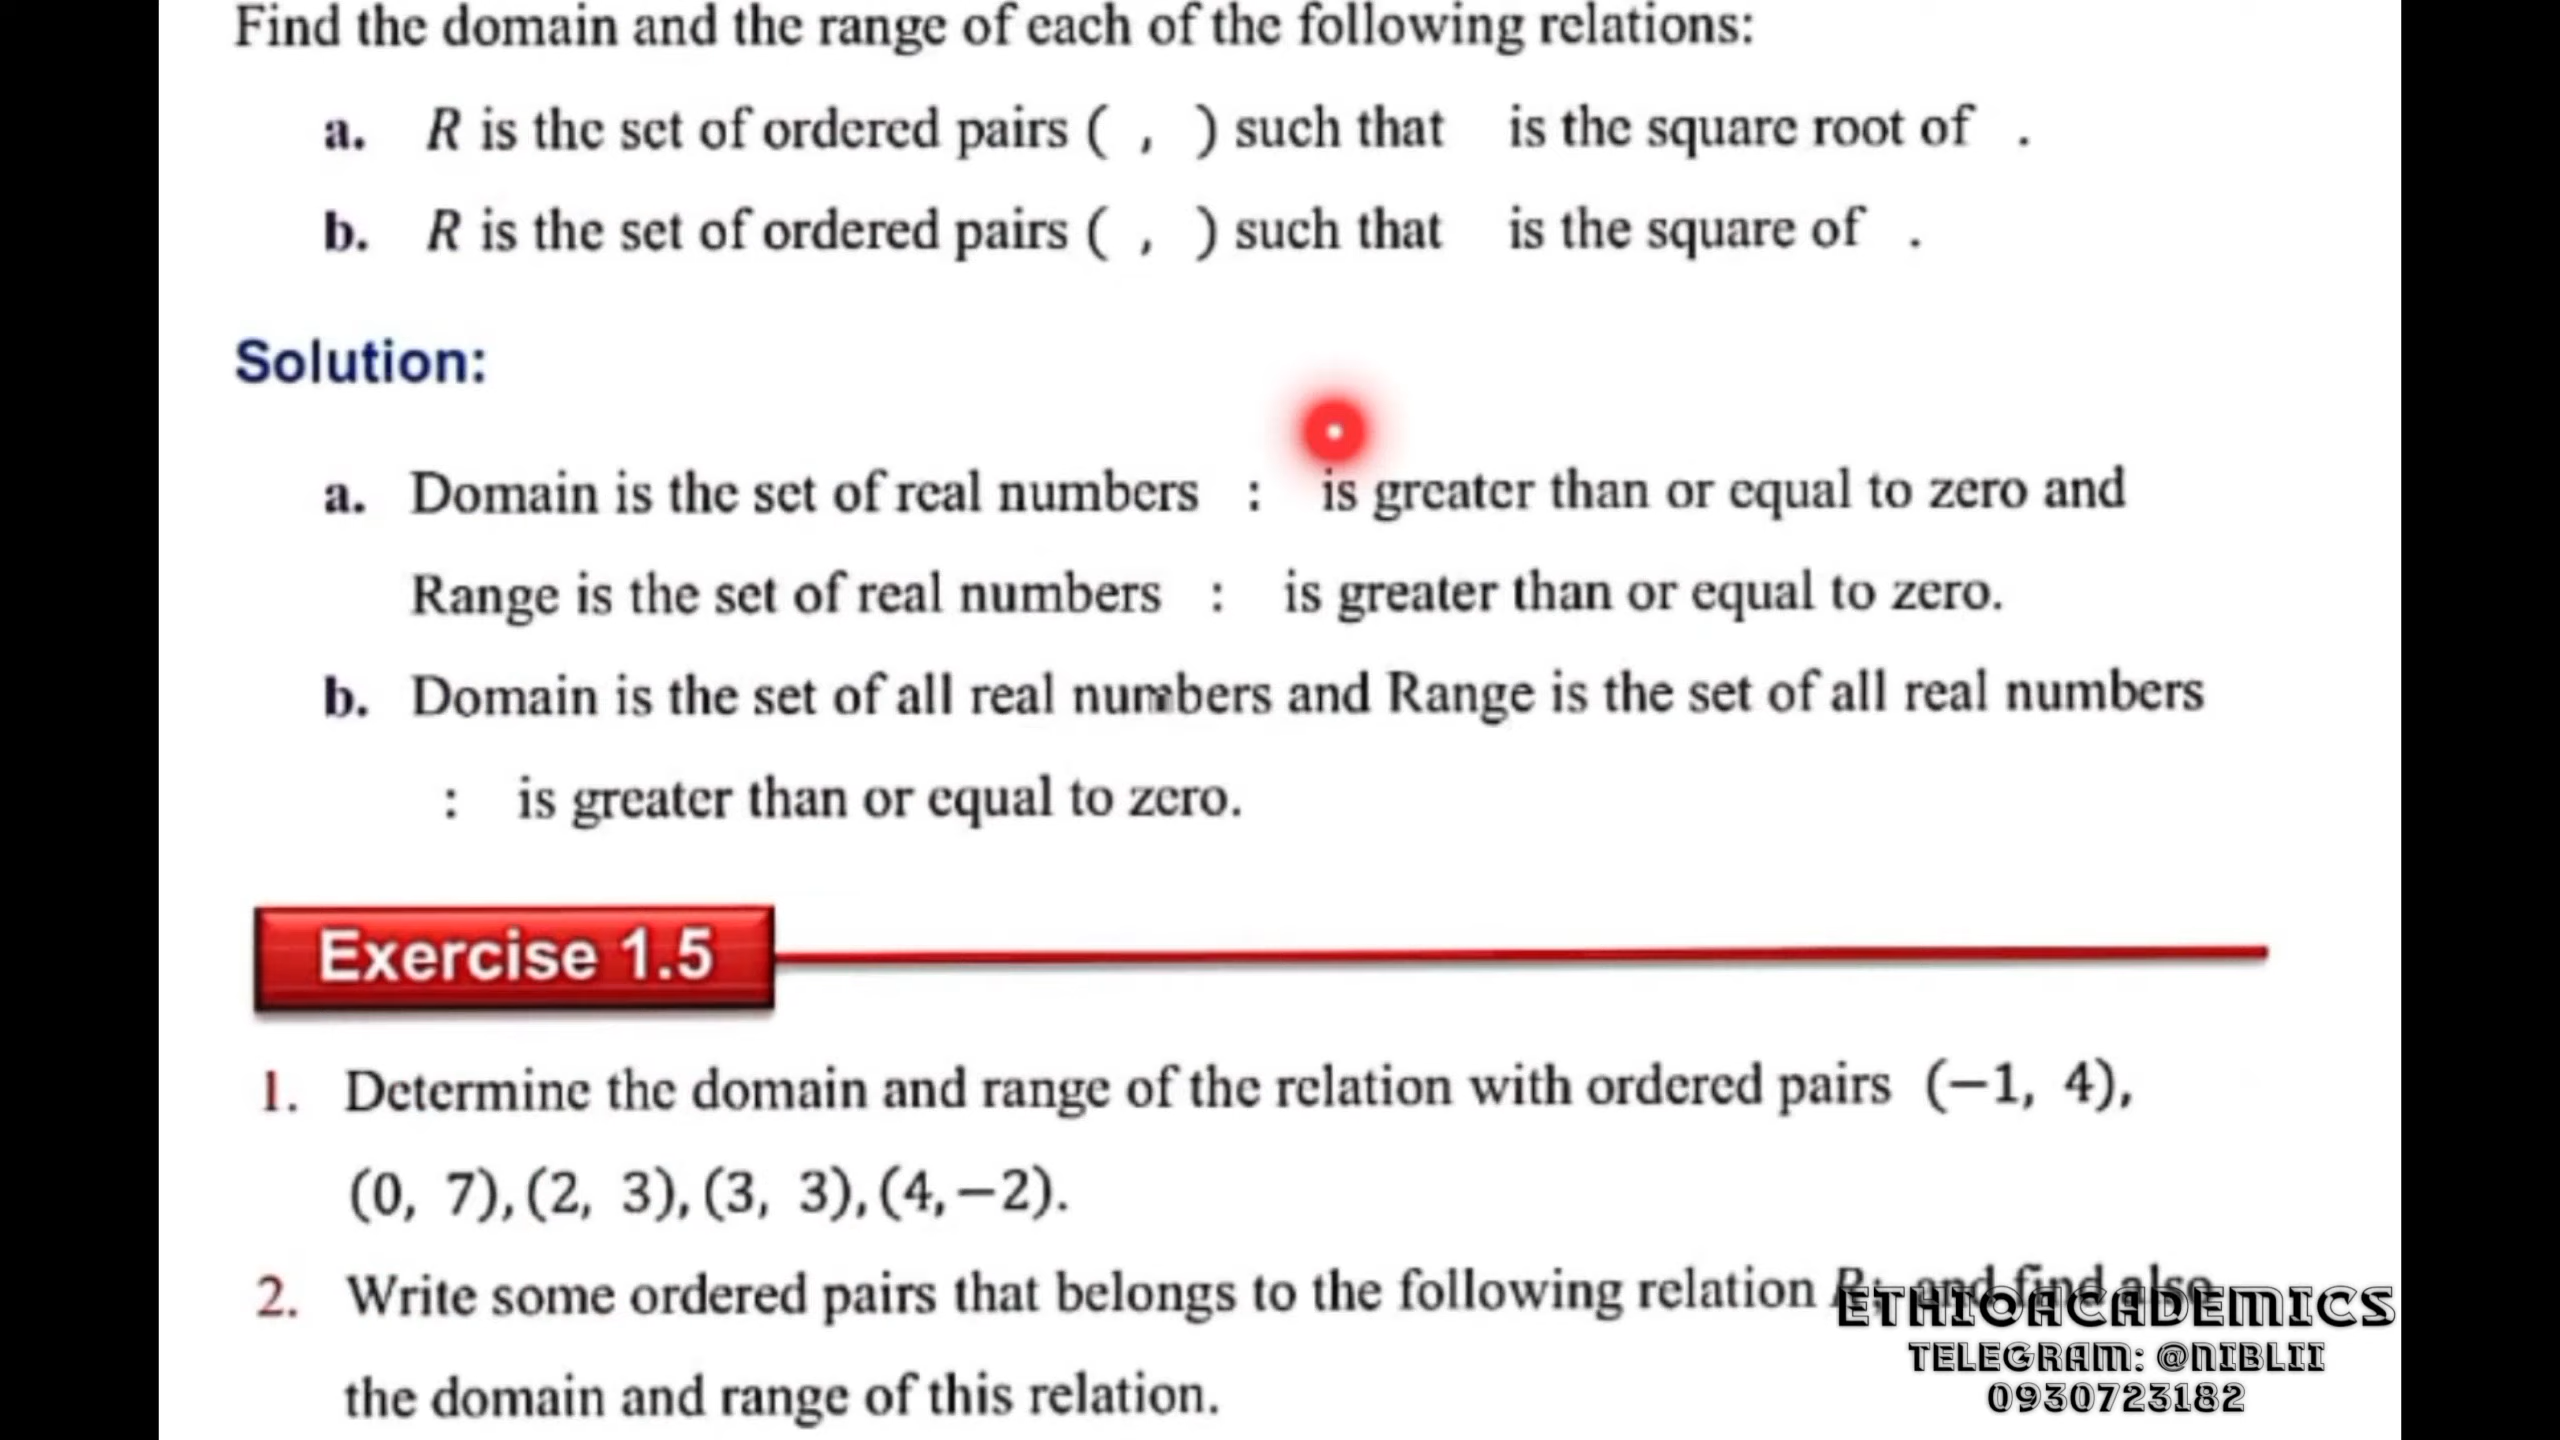 Find the domain and the range of each of the following relations:
a. R is the set of ordered pairs ( , ) such that is the square root of .
b. R is the set of ordered pairs ( , ) such that is the square of .
Solution:
a. Domain is the set of real numbers : is greater than or equal to zero and
Range is the set of real numbers : is greater than or equal to zero.
b. Domain is the set of all real numbers and Range is the set of all real numbers
: is greater than or equal to zero.
Exercise 1.5
1. Determine the domain and range of the relation with ordered pairs (−1, 4),
(0, 7), (2, 3), (3, 3), (4, −2).
2. Write some ordered pairs that belongs to the following relation R; and find also
the domain and range of this relation.
ETHIOACADEMICS
TELEGRAM: @NIBLII
0930723182